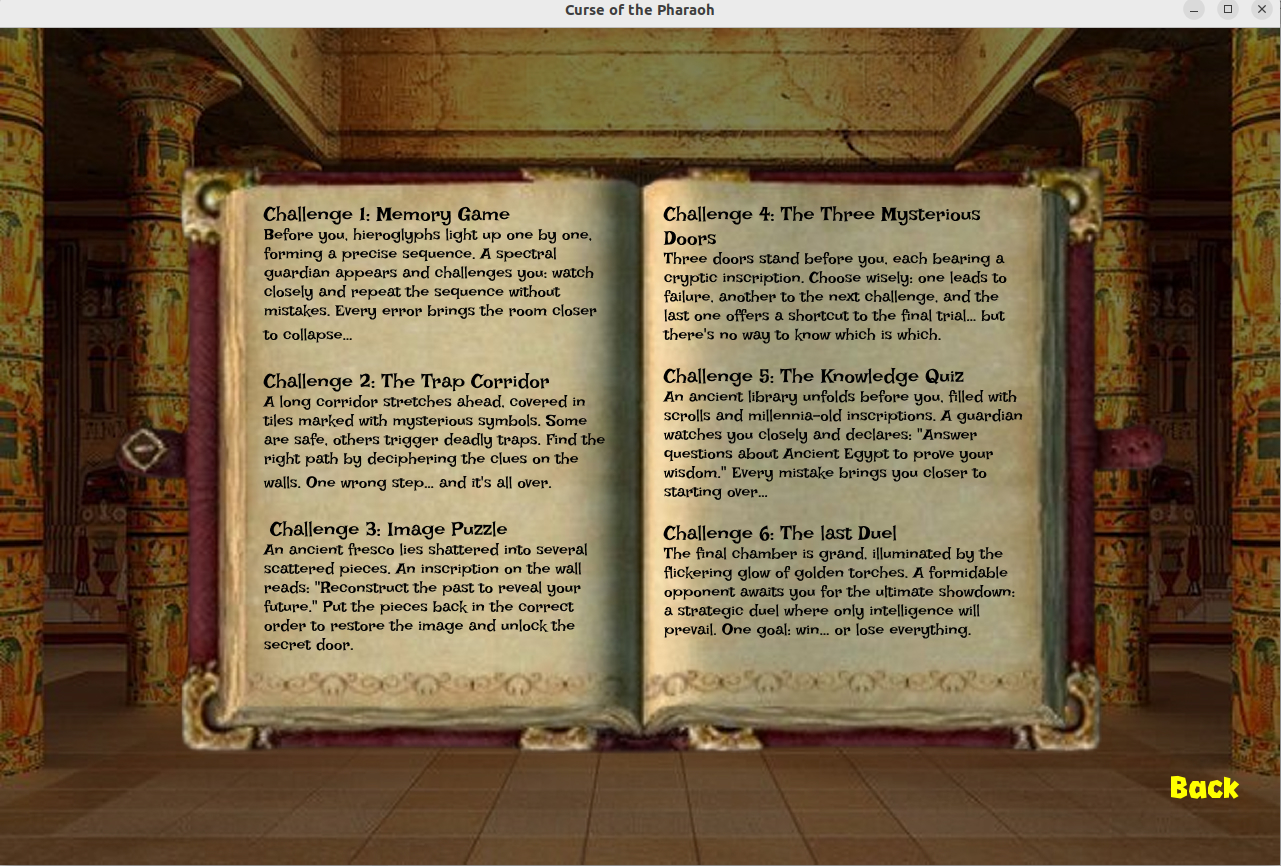 Curse of the Pharaoh
Challenge 1: Memory Game
Before you, hieroglyphs light up one by one,
forming a precise sequence. A spectral
guardian appears and challenges you: watch
closely and repeat the sequence without
mistakes. Every error brings the room closer
to collapse...
Challenge 2: The Trap Corridor
A long corridor stretches ahead, covered in
tiles marked with mysterious symbols. Some
are safe, others trigger deadly traps. Find the
right path by deciphering the clues on the
walls. One wrong step... and it's all over.
Challenge 3: Image Puzzle
An ancient fresco lies shattered into several
scattered pieces. An inscription on the wall
reads: "Reconstruct the past to reveal your
future." Put the pieces back in the correct
order to restore the image and unlock the
secret door.
Challenge 4: The Three Mysterious
Doors
Three doors stand before you, each bearing a
cryptic inscription. Choose wisely: one leads to
failure, another to the next challenge, and the
last one offers a shortcut to the final trial... but
there's no way to know which is which.
Challenge 5: The Knowledge Quiz
An ancient library unfolds before you, filled with
scrolls and millennia-old inscriptions. A guardian
watches you closely and declares: "Answer
questions about Ancient Egypt to prove your
wisdom." Every mistake brings you closer to
starting over...
Challenge 6: The last Duel
The final chamber is grand, illuminated by the
flickering glow of golden torches. A formidable
opponent awaits you for the ultimate showdown:
a strategic duel where only intelligence will
prevail. One goal: win... or lose everything.
Back